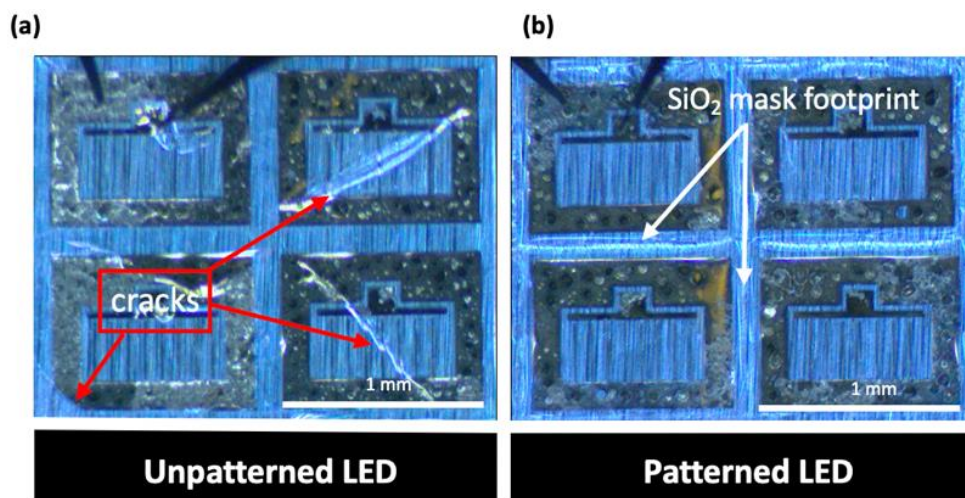 (a)
(b)
SiO₂ mask footprint
cracks
1 mm
1 mm
Unpatterned LED
Patterned LED